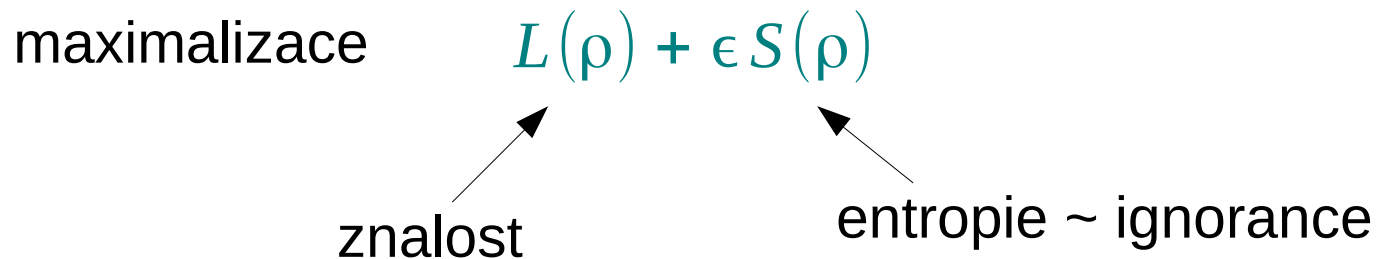 maximalizace L(ρ) + ϵ S(ρ)
znalost
entropie ~ ignorance